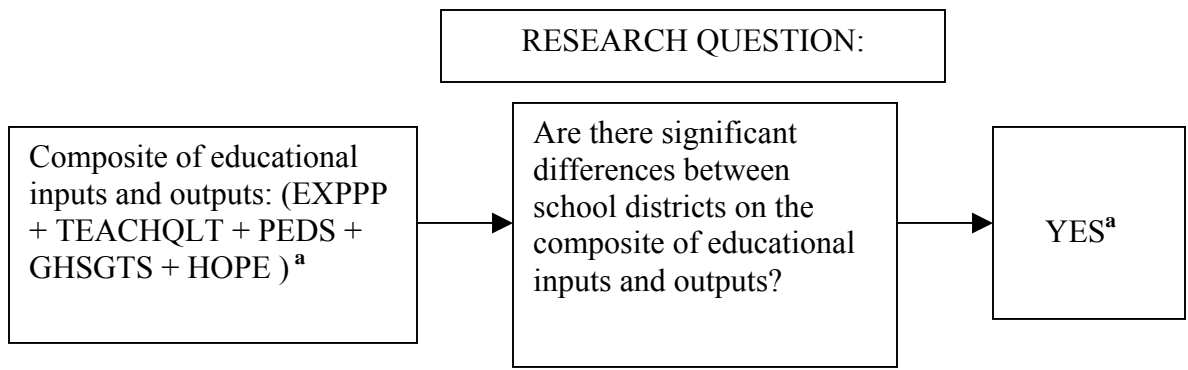 RESEARCH QUESTION:
Composite of educational
inputs and outputs: (EXPPP
+ TEACHQLT + PEDS +
GHSGTS + HOPE ) a
Are there significant
differences between
school districts on the
composite of educational
inputs and outputs?
YESa